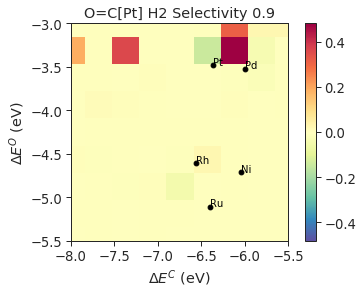 O=C[Pt] H2 Selectivity 0.9
−3.0
−3.5
−4.0
−4.5
−5.0
−5.5
ΔE^O (eV)
Pt
Pd
Rh
Ni
Ru
−8.0 −7.5 −7.0 −6.5 −6.0 −5.5
ΔE^C (eV)
0.4
0.2
0.0
−0.2
−0.4